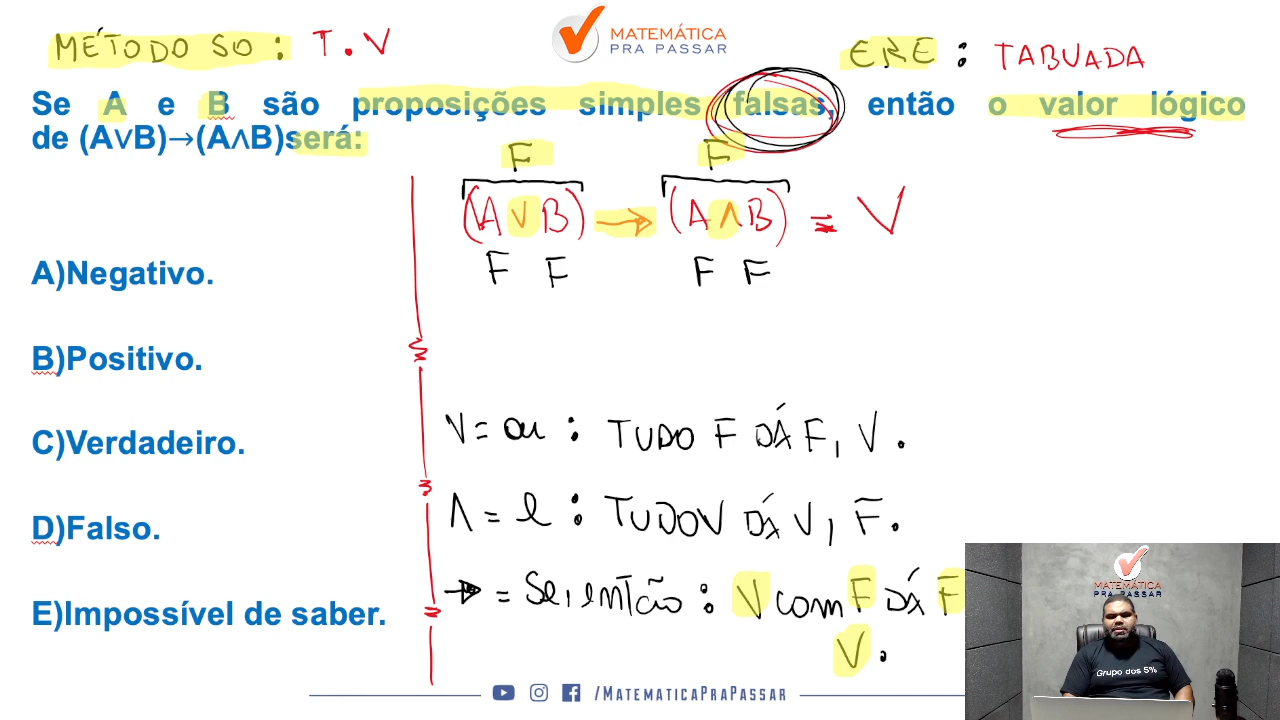 MÉTODO SO : T.V
MATEMÁTICA
PRA PASSAR
ERE : TABUADA
Se A e B são proposições simples falsas, então o valor lógico
de (A∨B)→(A∧B)será:
F F
(A ∨ B) → (A ∧ B) = V
F F F F
A)Negativo.
B)Positivo.
C)Verdadeiro.
D)Falso.
E)Impossível de saber.
V = ou : TUDO F DÁ F, V.
Λ = e : TUDO V DÁ V, F.
→ = Se, então : V com F DÁ F
V.
MATEMÁTICA
PRA PASSAR
Grupo dos 5%
/MatematicaPraPassar